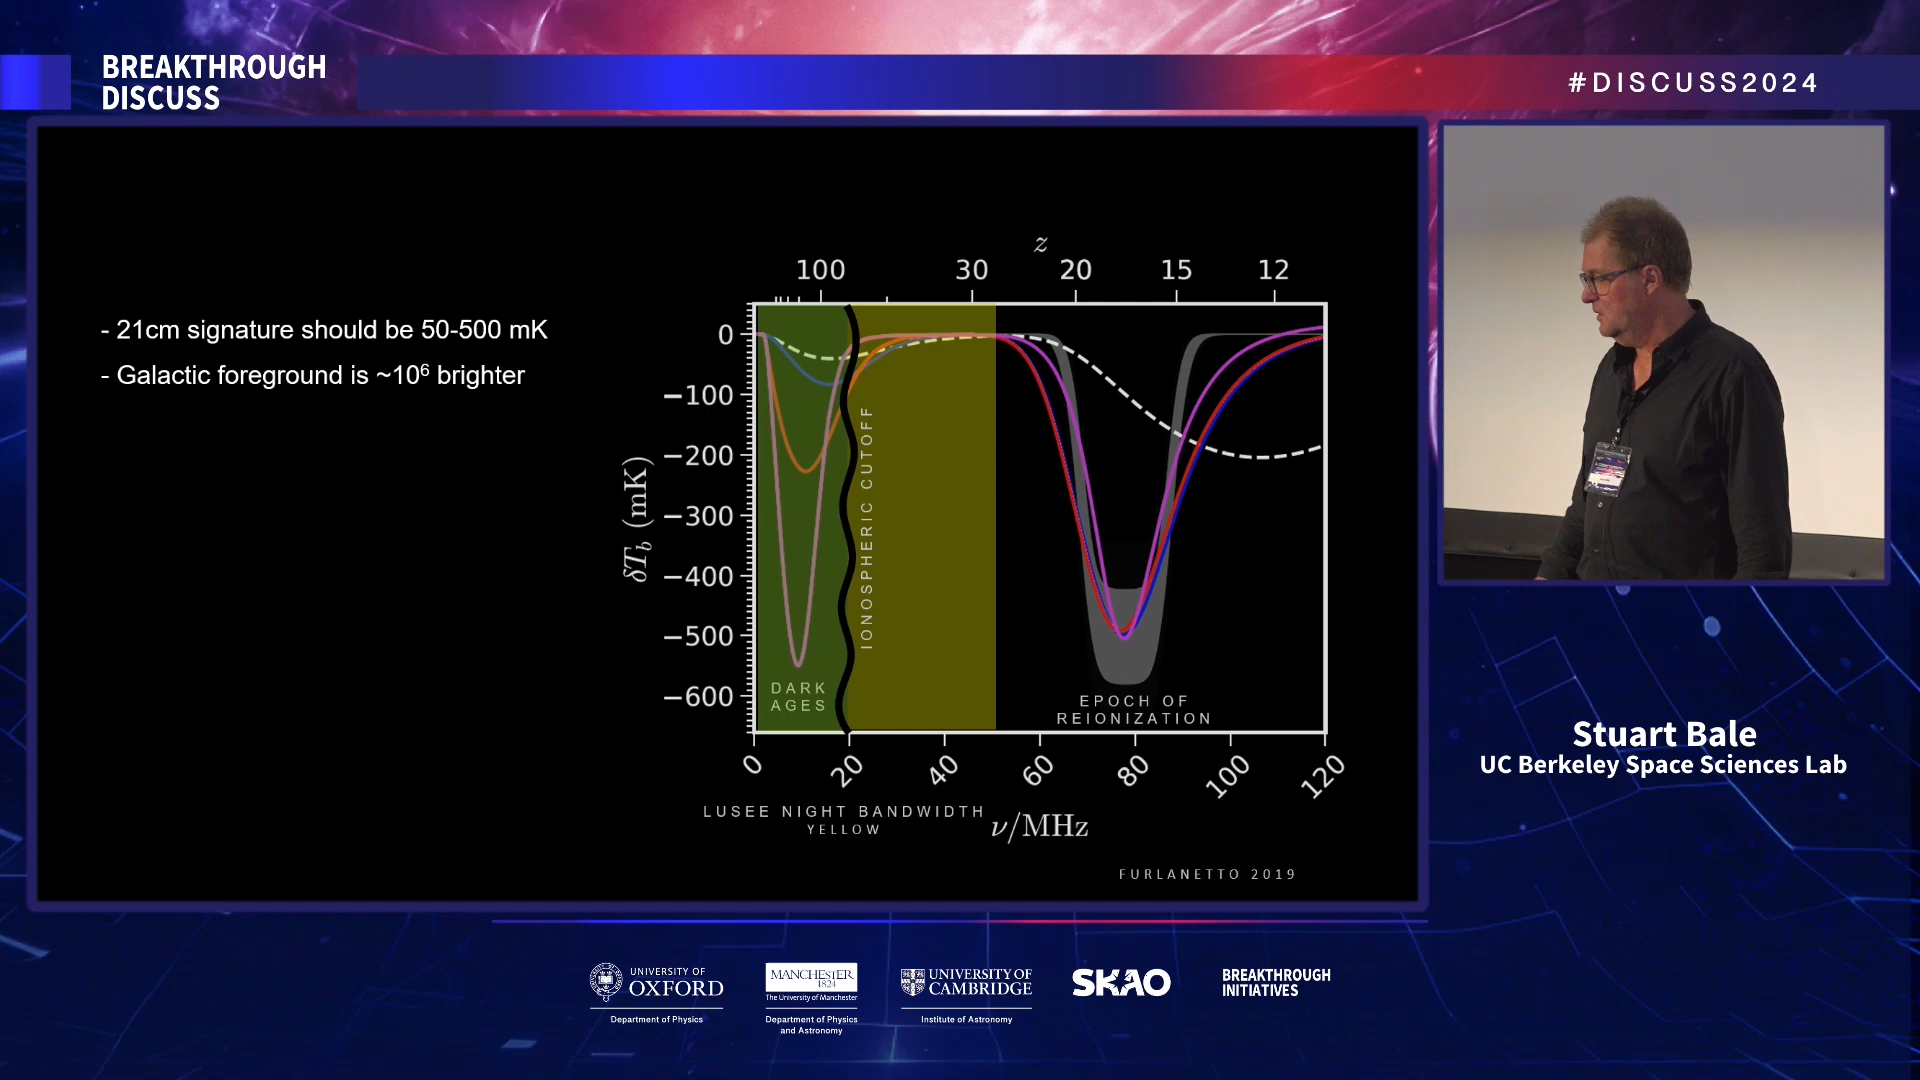 BREAKTHROUGH
DISCUSS
#DISCUSS2024
- 21cm signature should be 50-500 mK
- Galactic foreground is ~10⁶ brighter
z
100 30 20 15 12
0
−100
−200
−300
−400
−500
−600
δT_b (mK)
IONOSPHERIC CUTOFF
DARK
AGES
EPOCH OF
REIONIZATION
0 20 40 60 80 100 120
LUSEE NIGHT BANDWIDTH
YELLOW
ν/MHz
FURLANETTO 2019
Stuart Bale
UC Berkeley Space Sciences Lab
UNIVERSITY OF
OXFORD
Department of Physics
MANCHESTER
1824
The University of Manchester
Department of Physics
and Astronomy
UNIVERSITY OF
CAMBRIDGE
Institute of Astronomy
SKAO
BREAKTHROUGH
INITIATIVES